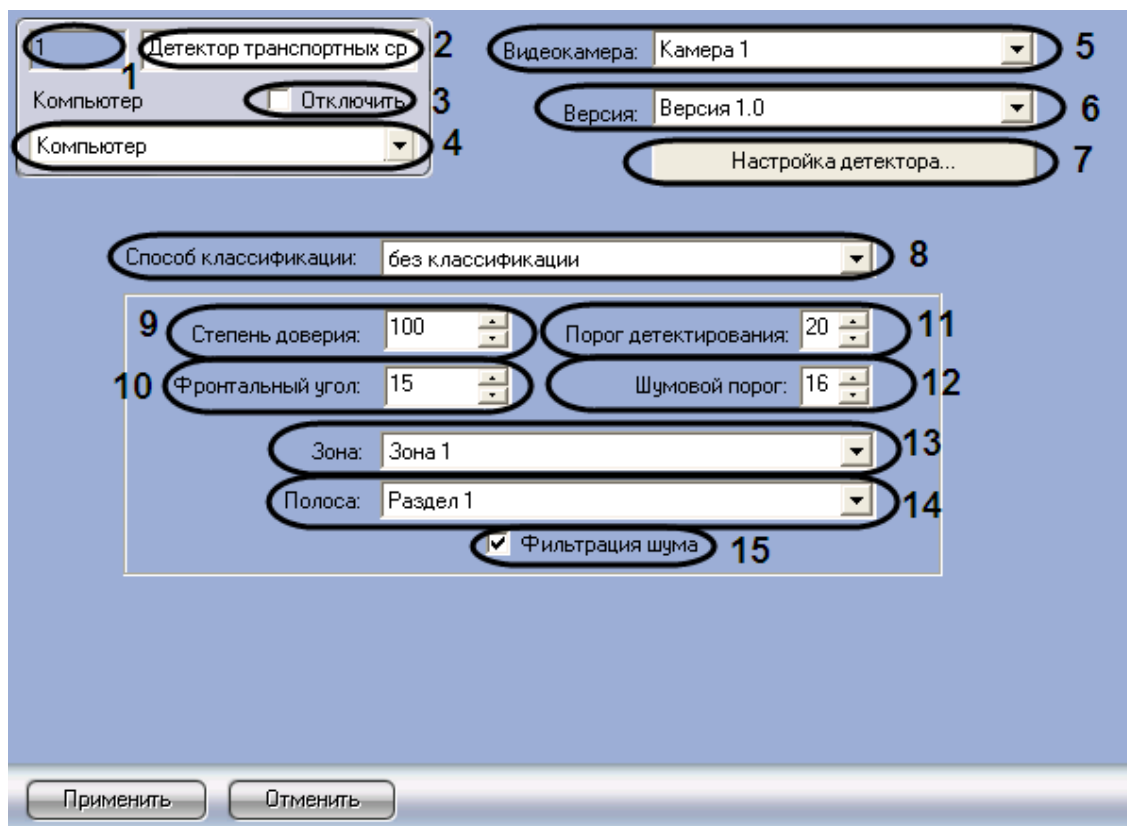 1 Детектор транспортных ср 2
1
Компьютер Отключить 3
Компьютер 4
Видеокамера: Камера 1 5
Версия: Версия 1.0 6
Настройка детектора... 7
Способ классификации: без классификации 8
9 Степень доверия: 100 Порог детектирования: 20 11
10 Фронтальный угол: 15 Шумовой порог: 16 12
Зона: Зона 1 13
Полоса: Раздел 1 14
Фильтрация шума 15
Применить Отменить